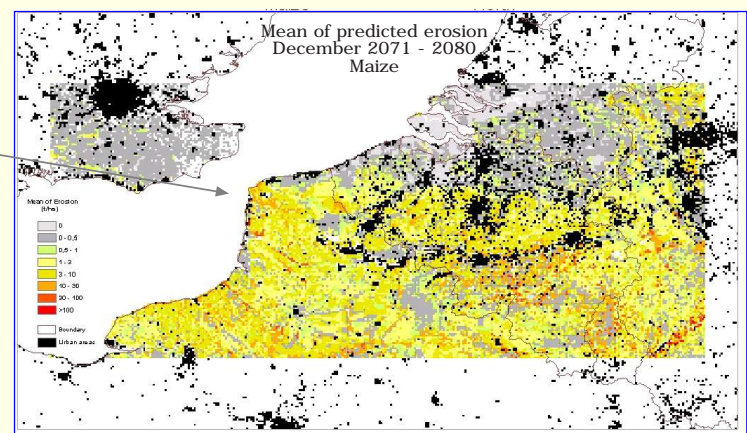 Mean of predicted erosion
December 2071 - 2080
Maize
Mean of Erosion
(t/ha)
0
0 - 0,5
0,5 - 1
1 - 3
3 - 10
10 - 30
30 - 100
>100
Boundary
Urban areas